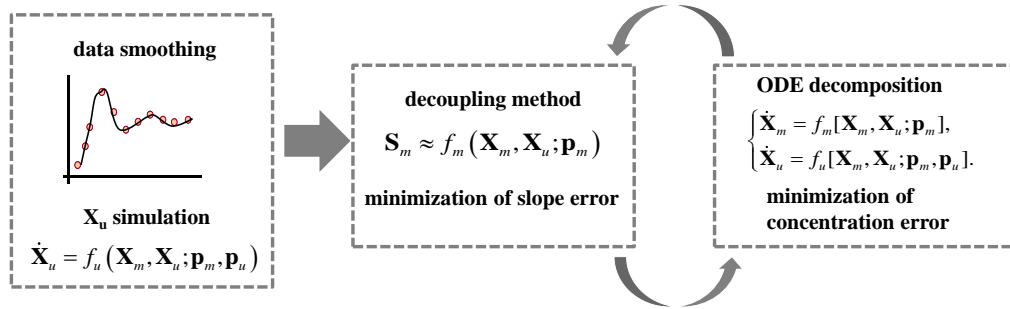 data smoothing
X_u simulation
Ẋ_u = f_u(X_m, X_u; p_m, p_u)
decoupling method
S_m ≈ f_m(X_m, X_u; p_m)
minimization of slope error
ODE decomposition
Ẋ_m = f_m[X_m, X_u; p_m],
Ẋ_u = f_u[X_m, X_u; p_m, p_u].
minimization of
concentration error